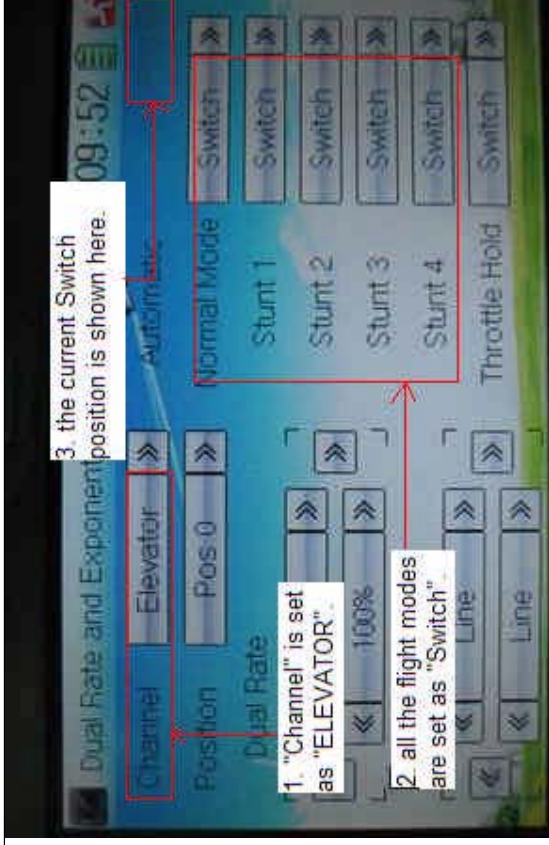 Dual Rate and Exponent
09:52
3. the current Switch
position is shown here.
Channel
Elevator
Automatic
Position
Pos 0
Normal Mode
Switch
Dual Rate
Stunt 1
Switch
1. "Channel" is set
as "ELEVATOR".
100%
Stunt 2
Switch
Stunt 3
Switch
2. all the flight modes
are set as "Switch".
Stunt 4
Switch
Line
Throttle Hold
Switch
Line